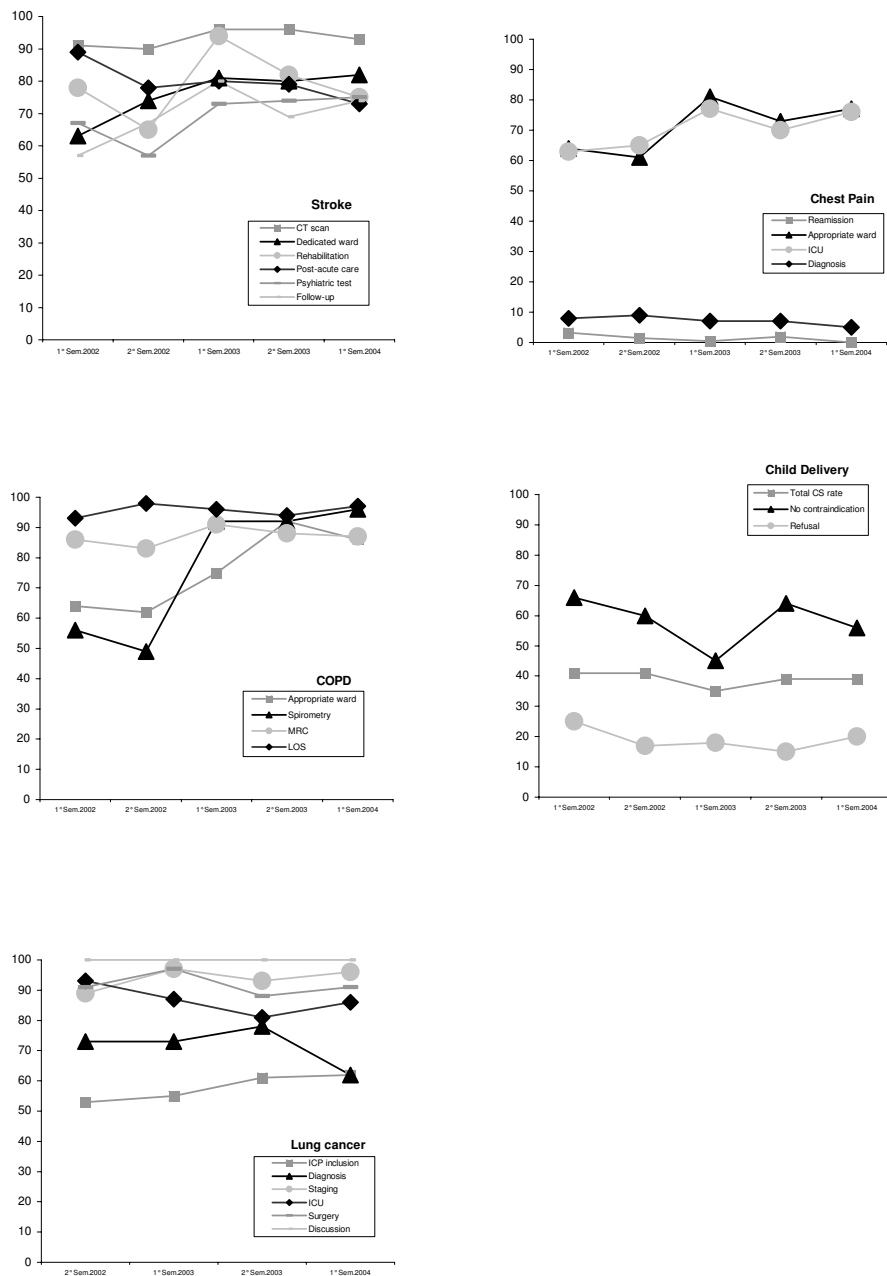 100
90
80
70
60
50
40
30
20
10
0
Stroke
CT scan
Dedicated ward
Rehabilitation
Post-acute care
Psyhiatric test
Follow-up
1°Sem.2002 2°Sem.2002 1°Sem.2003 2°Sem.2003 1°Sem.2004
100
90
80
70
60
50
40
30
20
10
0
Chest Pain
Reamission
Appropriate ward
ICU
Diagnosis
1°Sem.2002 2°Sem.2002 1°Sem.2003 2°Sem.2003 1°Sem.2004
100
90
80
70
60
50
40
30
20
10
0
COPD
Appropriate ward
Spirometry
MRC
LOS
1°Sem.2002 2°Sem.2002 1°Sem.2003 2°Sem.2003 1°Sem.2004
Child Delivery
Total CS rate
No contraindication
Refusal
100
90
80
70
60
50
40
30
20
10
0
1°Sem.2002 2°Sem.2002 1°Sem.2003 2°Sem.2003 1°Sem.2004
100
90
80
70
60
50
40
30
20
10
0
Lung cancer
ICP inclusion
Diagnosis
Staging
ICU
Surgery
Discussion
2°Sem.2002 1°Sem.2003 2°Sem.2003 1°Sem.2004